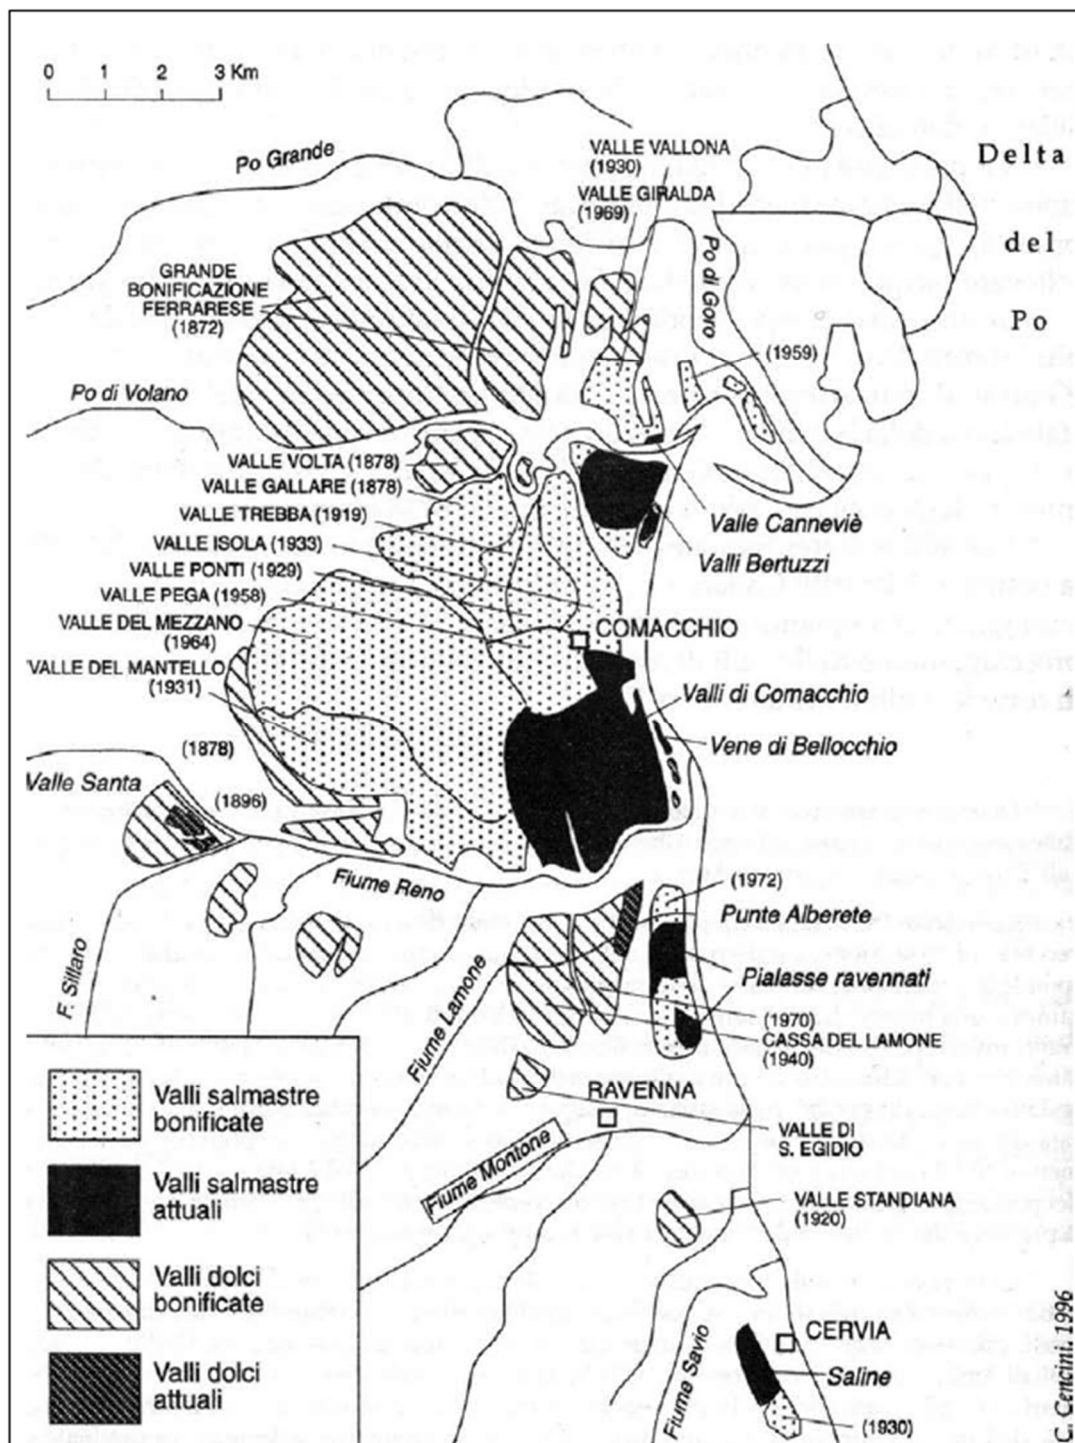 0 1 2 3 Km
Po Grande
VALLE VALLONA
(1930)
VALLE GIRALDA
(1969)
Delta
del
Po
Po di Goro
GRANDE
BONIFICAZIONE
FERRARESE
(1872)
(1959)
Po di Volano
VALLE VOLTA (1878)
VALLE GALLARE (1878)
VALLE TREBBA (1919)
VALLE ISOLA (1933)
VALLE PONTI (1929)
VALLE PEGA (1958)
VALLE DEL MEZZANO
(1964)
VALLE DEL MANTELLO
(1931)
Valle Canneviè
Valli Bertuzzi
COMACCHIO
Valli di Comacchio
Vene di Bellocchio
(1878)
Valle Santa
(1896)
Fiume Reno
(1972)
Punte Alberete
Pialasse ravennati
F. Sillaro
Fiume Lamone
(1970)
CASSA DEL LAMONE
(1940)
RAVENNA
VALLE DI
S. EGIDIO
Fiume Montone
VALLE STANDIANA
(1920)
CERVIA
Saline
Fiume Savio
(1930)
Valli salmastre
bonificate
Valli salmastre
attuali
Valli dolci
bonificate
Valli dolci
attuali
C. Cencini. 1996